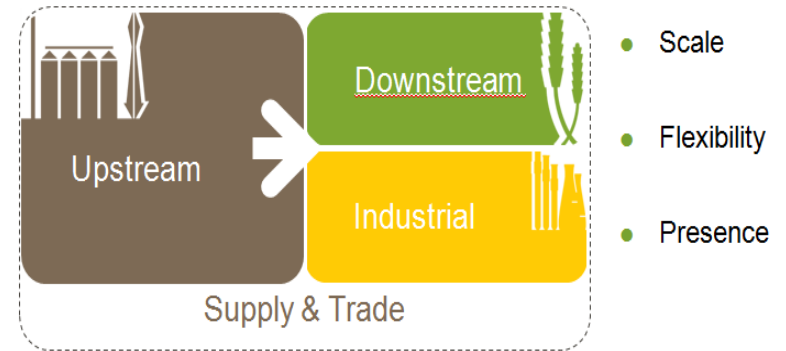 Upstream
Downstream
Industrial
Supply & Trade
Scale
Flexibility
Presence